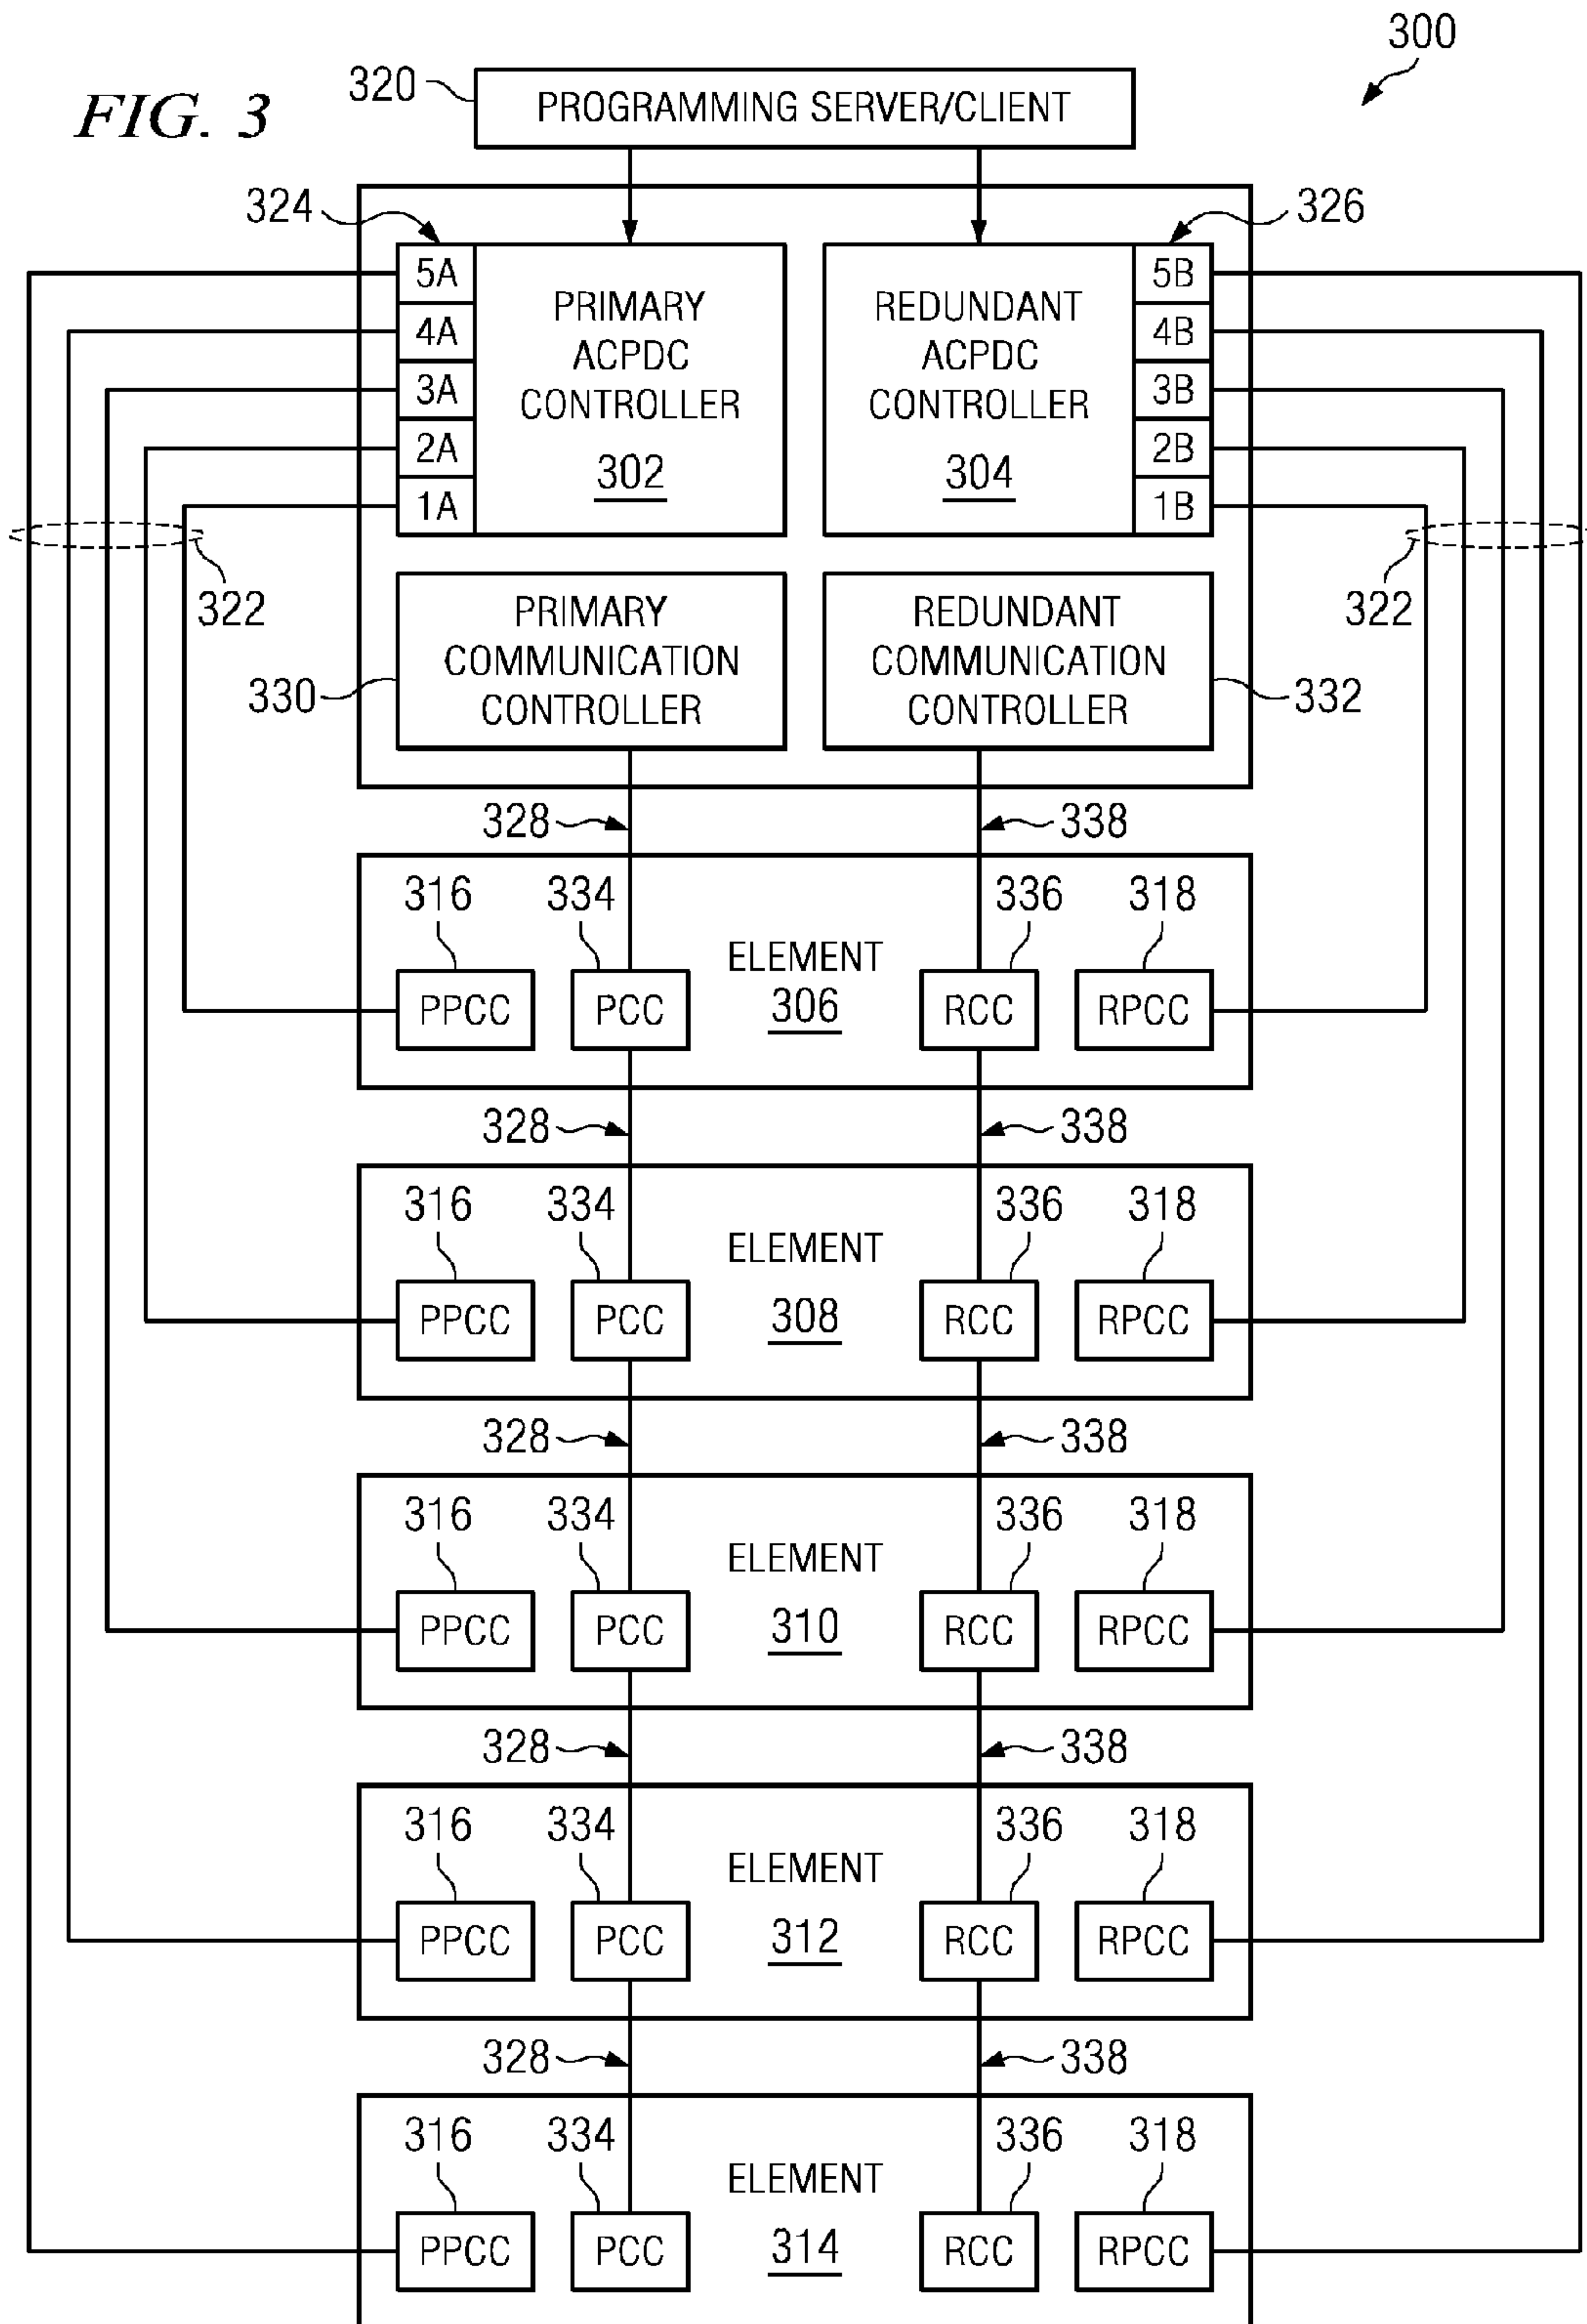 300
FIG. 3
320
PROGRAMMING SERVER/CLIENT
324
326
5A
4A
3A
2A
1A
PRIMARY
ACPDC
CONTROLLER
302
REDUNDANT
ACPDC
CONTROLLER
304
5B
4B
3B
2B
1B
322
322
PRIMARY
COMMUNICATION
CONTROLLER
330
REDUNDANT
COMMUNICATION
CONTROLLER
332
328
338
316
334
336
318
ELEMENT
306
PPCC
PCC
RCC
RPCC
328
338
316
334
336
318
ELEMENT
308
PPCC
PCC
RCC
RPCC
328
338
316
334
336
318
ELEMENT
310
PPCC
PCC
RCC
RPCC
328
338
316
334
336
318
ELEMENT
312
PPCC
PCC
RCC
RPCC
328
338
316
334
336
318
ELEMENT
314
PPCC
PCC
RCC
RPCC